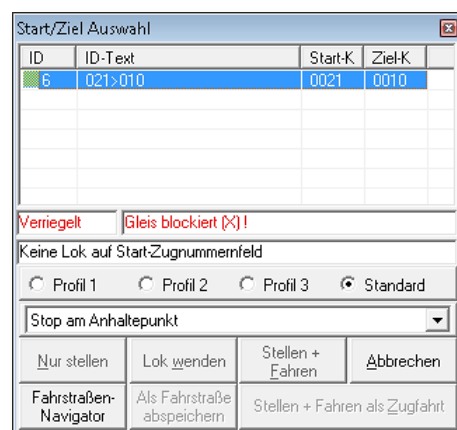 Start/Ziel Auswahl
ID ID-Text Start-K Ziel-K
6 021>010 0021 0010
Verriegelt Gleis blockiert (X) !
Keine Lok auf Start-Zugnummernfeld
Profil 1 Profil 2 Profil 3 Standard
Stop am Anhaltepunkt
Nur stellen Lok wenden Stellen + Fahren Abbrechen
Fahrstraßen-Navigator Als Fahrstraße abspeichern Stellen + Fahren als Zugfahrt